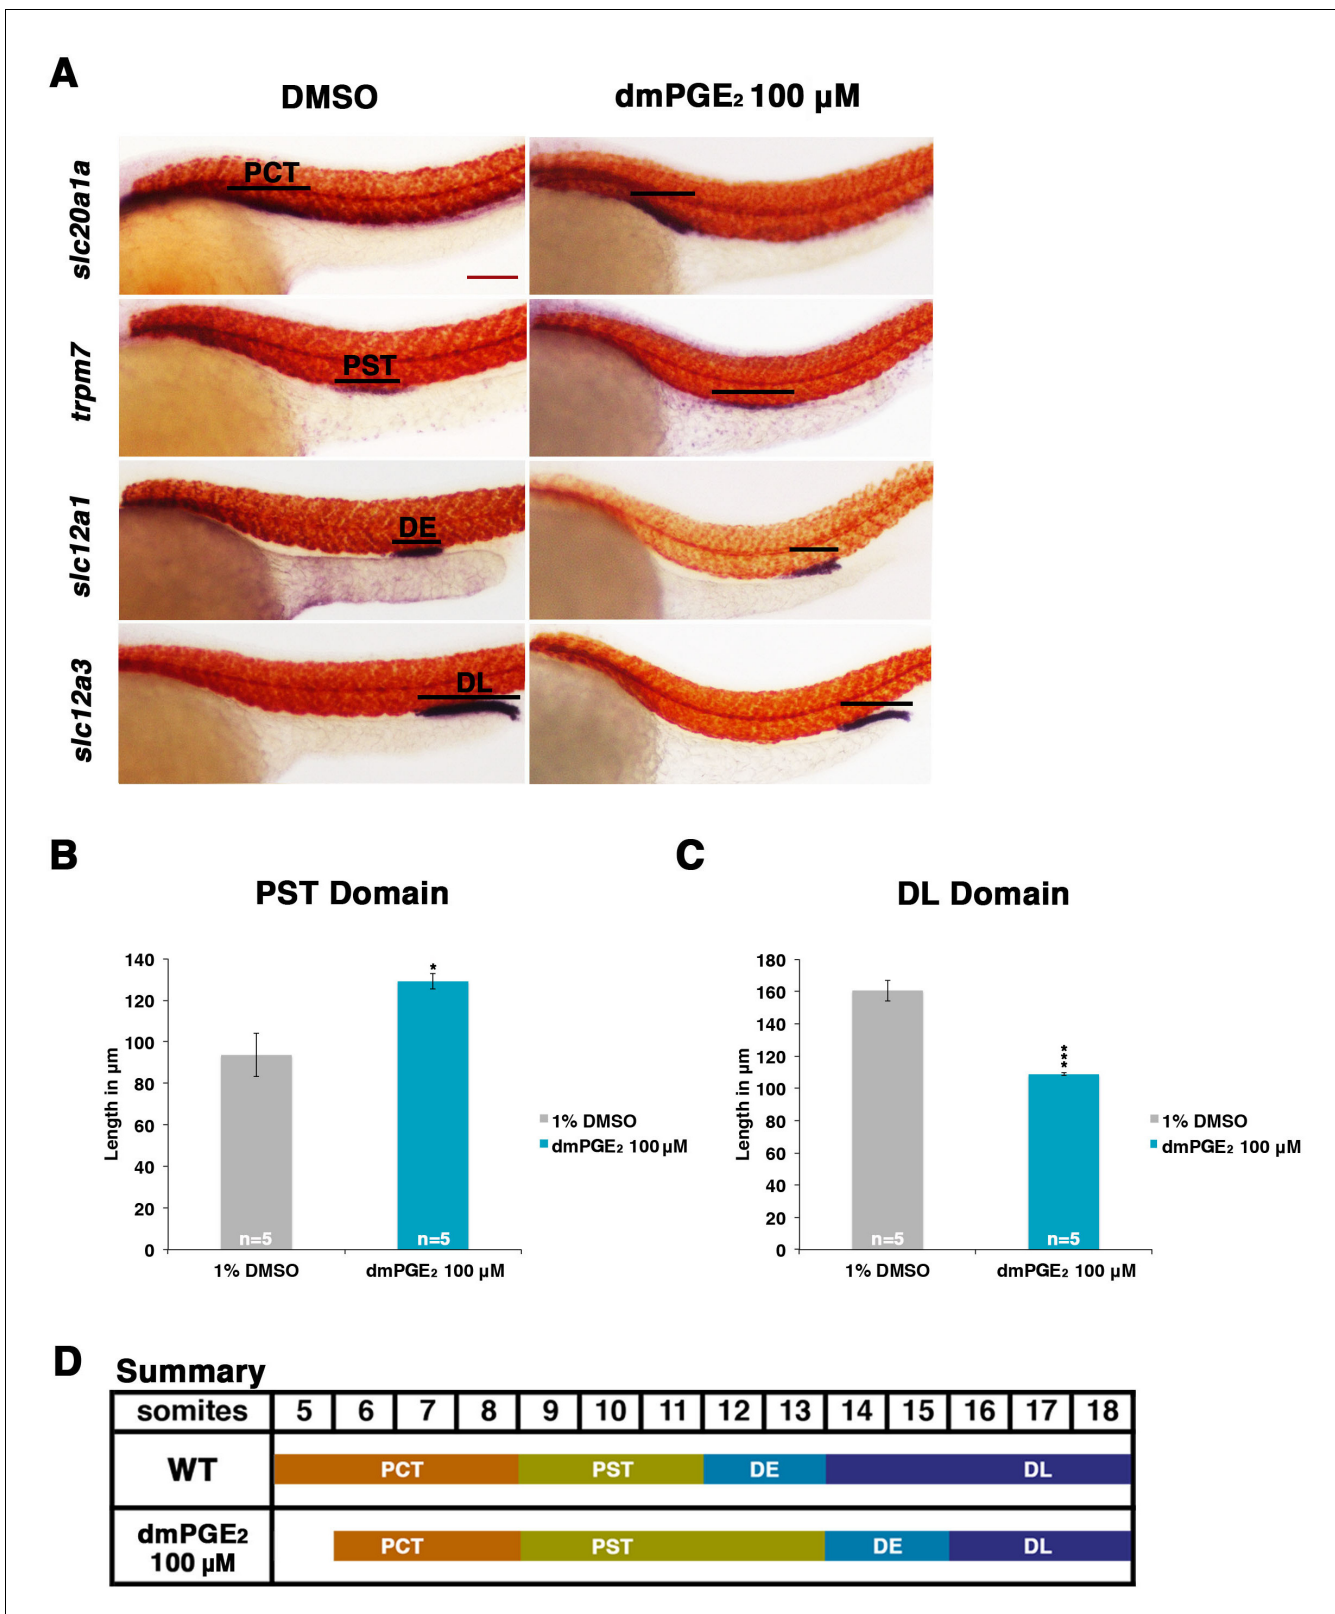 A
DMSO dmPGE₂ 100 µM
slc20a1a
PCT
trpm7
PST
slc12a1
DE
slc12a3
DL
B
PST Domain
140
120
100
80
60
40
20
0
Length in µm
*
n=5 n=5
1% DMSO dmPGE₂ 100 µM
1% DMSO
dmPGE₂ 100 µM
C
DL Domain
180
160
140
120
100
80
60
40
20
0
Length in µm
***
n=5 n=5
1% DMSO dmPGE₂ 100 µM
1% DMSO
dmPGE₂ 100 µM
D
Summary
somites 5 6 7 8 9 10 11 12 13 14 15 16 17 18
WT PCT PST DE DL
dmPGE₂
100 µM
PCT PST DE DL